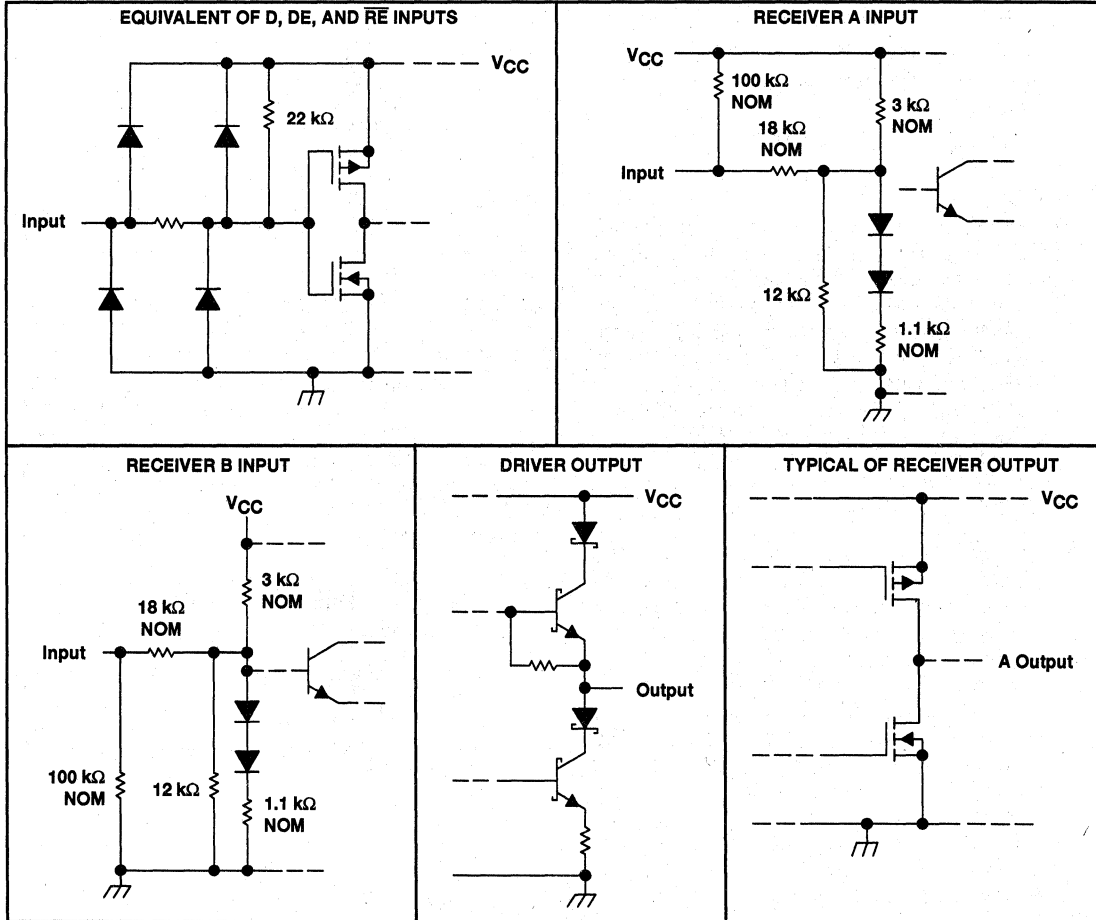 EQUIVALENT OF D, DE, AND R̅E̅ INPUTS
VCC
22 kΩ
Input
RECEIVER A INPUT
VCC
100 kΩ
NOM
3 kΩ
NOM
18 kΩ
NOM
Input
12 kΩ
1.1 kΩ
NOM
RECEIVER B INPUT
VCC
3 kΩ
NOM
18 kΩ
NOM
Input
100 kΩ
NOM
12 kΩ
1.1 kΩ
NOM
DRIVER OUTPUT
VCC
Output
TYPICAL OF RECEIVER OUTPUT
VCC
A Output